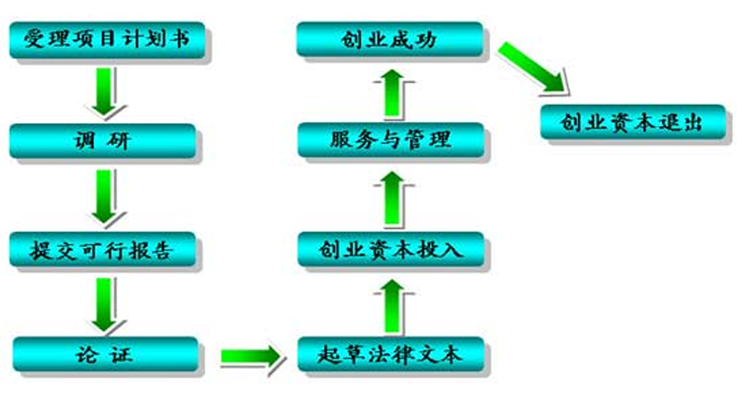 受理项目计划书
调研
提交可行报告
论证
起草法律文本
创业资本投入
服务与管理
创业成功
创业资本退出